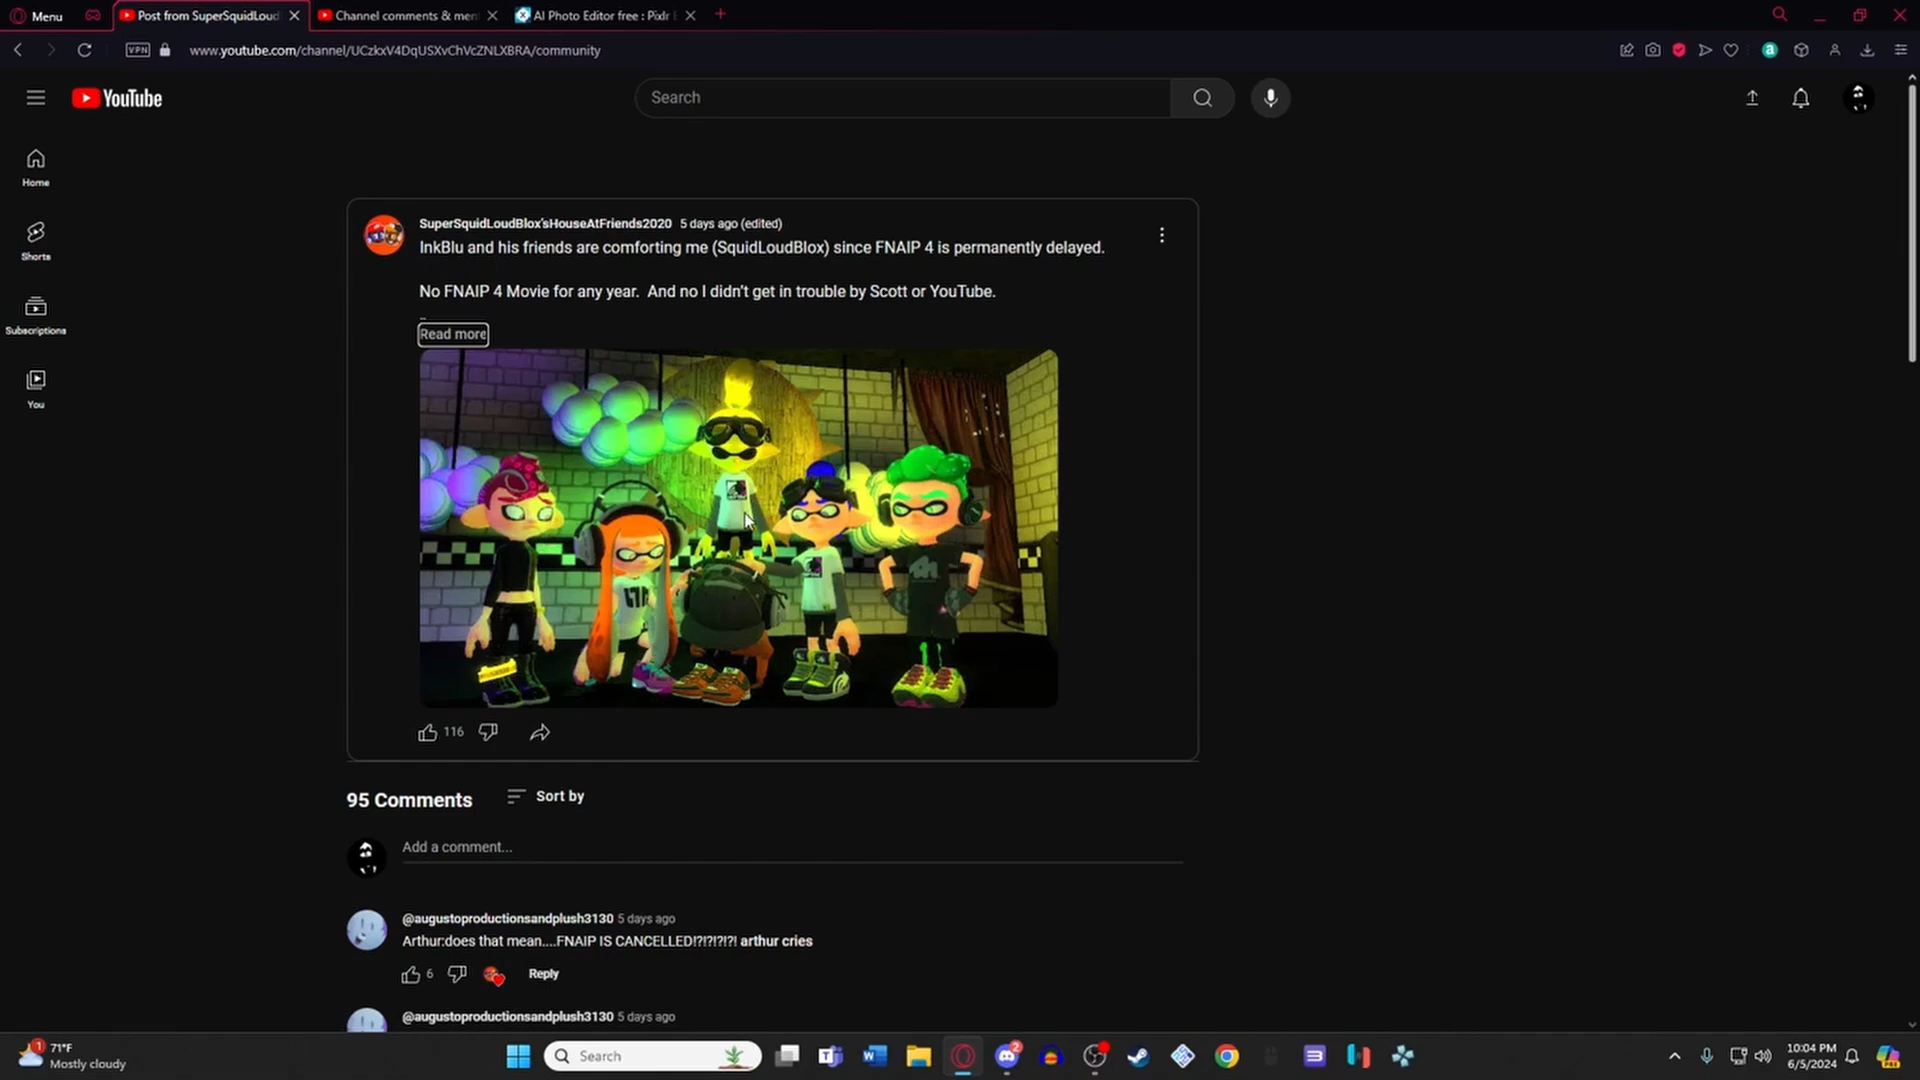 Menu
Post from SuperSquidLoud
Channel comments & men
AI Photo Editor free : Pixlr E
VPN
www.youtube.com/channel/UCzkxV4DqUSXvChVcZNLXBRA/community
YouTube
Search
Home
Shorts
Subscriptions
You
SuperSquidLoudBlox'sHouseAtFriends2020 5 days ago (edited)
InkBlu and his friends are comforting me (SquidLoudBlox) since FNAIP 4 is permanently delayed.
No FNAIP 4 Movie for any year. And no I didn't get in trouble by Scott or YouTube.
Read more
116
95 Comments
Sort by
Add a comment...
@augustoproductionsandplush3130 5 days ago
Arthur:does that mean....FNAIP IS CANCELLED!?!?!?!?! arthur cries
6
Reply
@augustoproductionsandplush3130 5 days ago
1
71°F
Mostly cloudy
Search
2
10:04 PM
6/5/2024